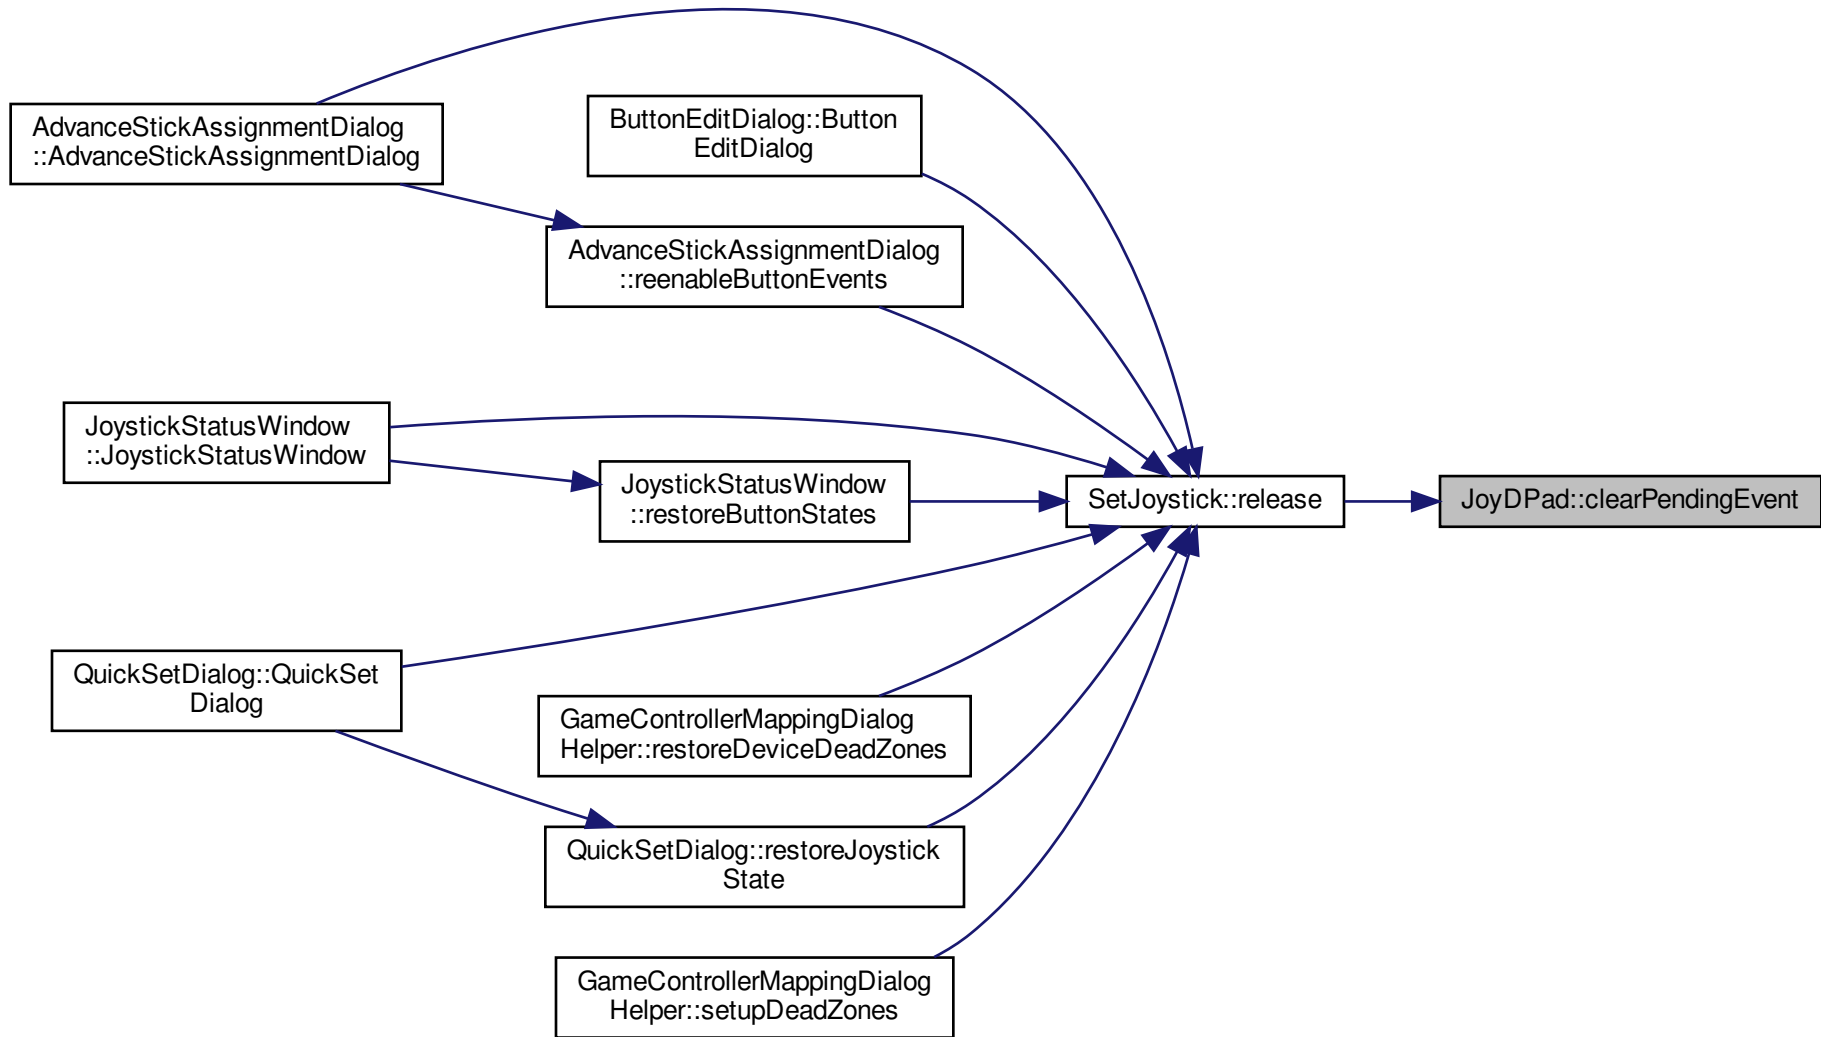 AdvanceStickAssignmentDialog
::AdvanceStickAssignmentDialog
ButtonEditDialog::Button
EditDialog
AdvanceStickAssignmentDialog
::reenableButtonEvents
JoystickStatusWindow
::JoystickStatusWindow
JoystickStatusWindow
::restoreButtonStates
SetJoystick::release
JoyDPad::clearPendingEvent
QuickSetDialog::QuickSet
Dialog
GameControllerMappingDialog
Helper::restoreDeviceDeadZones
QuickSetDialog::restoreJoystick
State
GameControllerMappingDialog
Helper::setupDeadZones